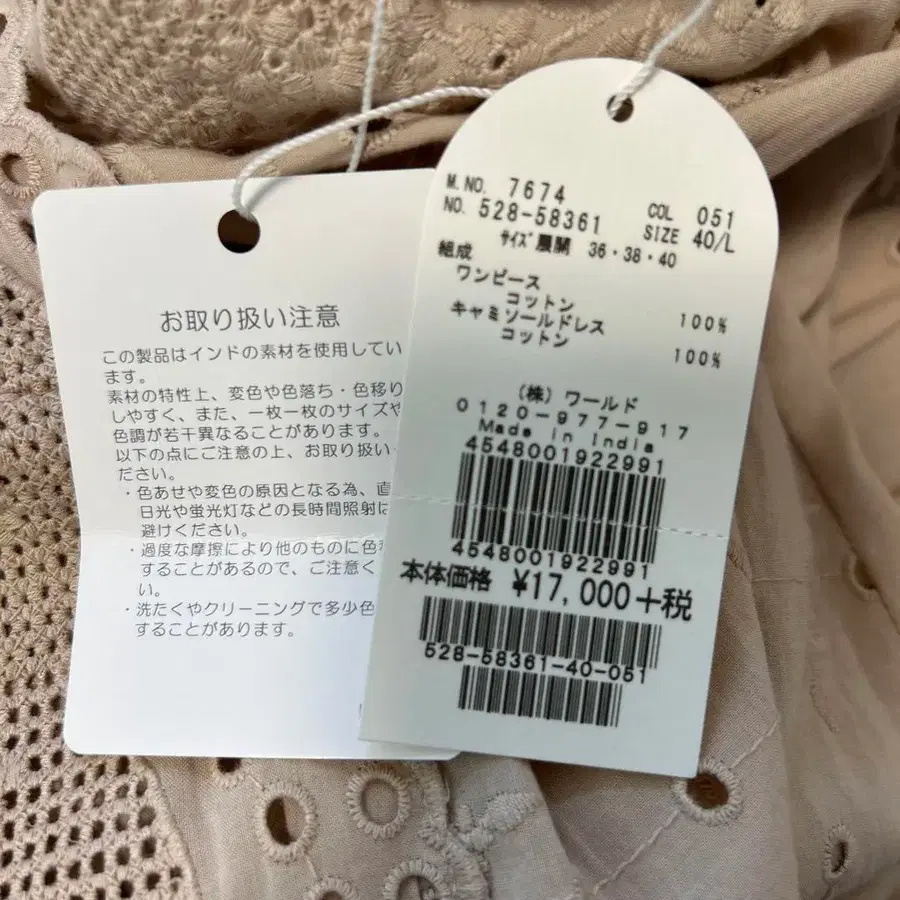 お取り扱い注意
この製品はインドの素材を使用してい
ます。
素材の特性上、変色や色落ち・色移り
しやすく、また、一枚一枚のサイズや
色調が若干異なることがあります。
以下の点にご注意の上、お取り扱い
ださい。
・色あせや変色の原因となる為、直
日光や蛍光灯などの長時間照射は
避けください。
・過度な摩擦により他のものに色移
することがあるので、ご注意く
い。
・洗たくやクリーニングで多少色
することがあります。
M.NO. 7674
NO. 528-58361 COL 051
サイズ展開 36・38・40 SIZE 40/L
組成
ワンピース
コットン 100%
キャミソールドレス
コットン 100%
(株)ワールド
0120-977-917
Made in India
4548001922991
4548001922991
本体価格 ¥17,000+税
528-58361-40-051